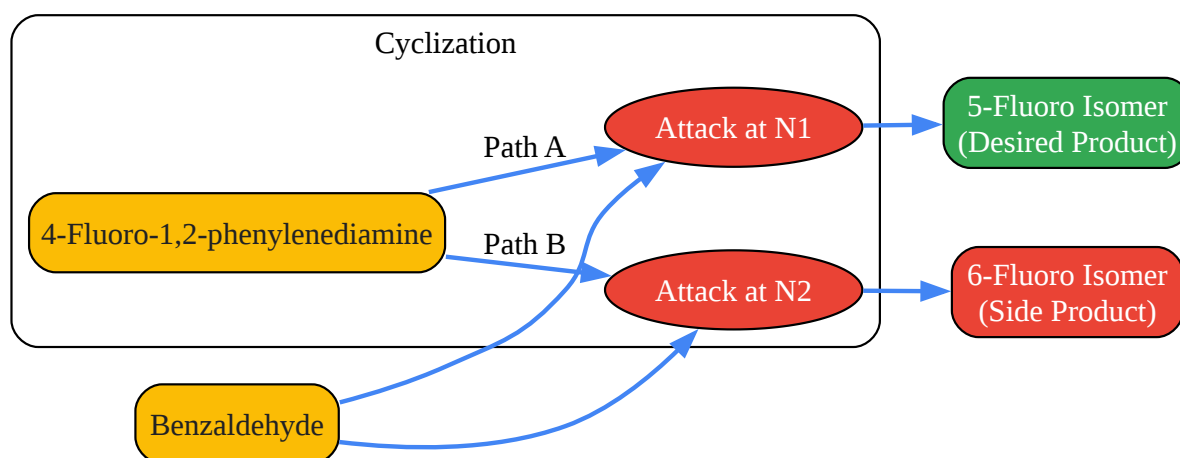 Cyclization
Path A
Attack at N1
5-Fluoro Isomer
(Desired Product)
4-Fluoro-1,2-phenylenediamine
Path B
Attack at N2
6-Fluoro Isomer
(Side Product)
Benzaldehyde